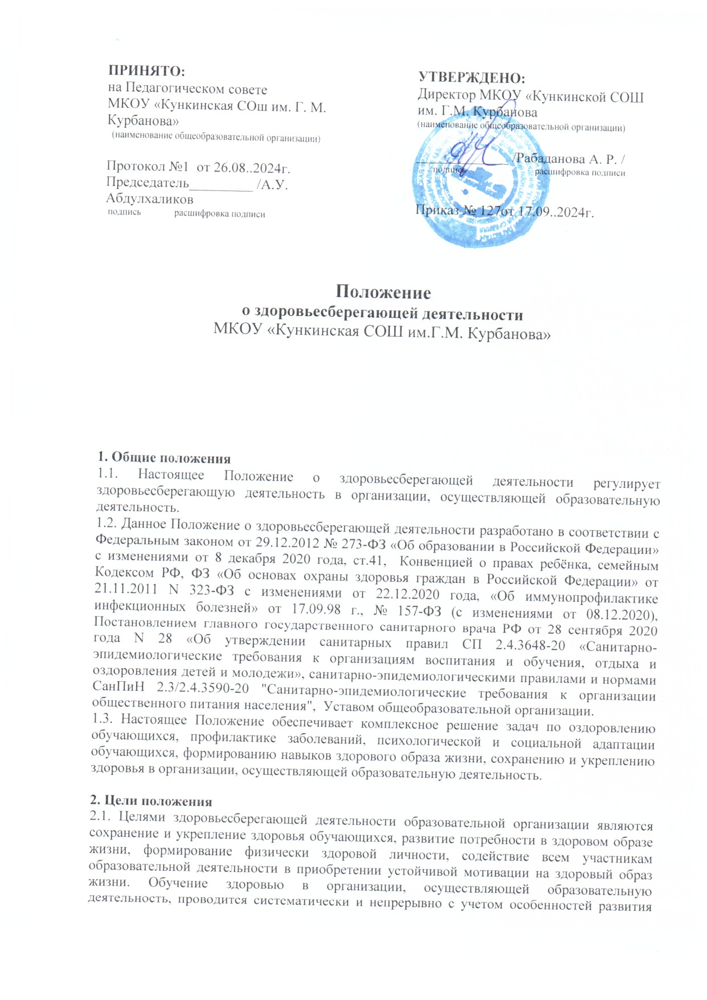 ПРИНЯТО:
на Педагогическом совете
МКОУ «Кункинская СОш им. Г. М.
Курбанова»
(наименование общеобразовательной организации)
Протокол №1 от 26.08..2024г.
Председатель_________ /А.У.
Абдулхаликов
подпись расшифровка подписи
УТВЕРЖДЕНО:
Директор МКОУ «Кункинской СОШ
им. Г.М. Курбанова
(наименование общеобразовательной организации)
_____________ /Рабаданова А. Р. /
подпись расшифровка подписи
Приказ № 127от 17.09..2024г.
Положение
о здоровьесберегающей деятельности
МКОУ «Кункинская СОШ им.Г.М. Курбанова»
1. Общие положения
1.1. Настоящее Положение о здоровьесберегающей деятельности регулирует
здоровьесберегающую деятельность в организации, осуществляющей образовательную
деятельность.
1.2. Данное Положение о здоровьесберегающей деятельности разработано в соответствии с
Федеральным законом от 29.12.2012 № 273-ФЗ «Об образовании в Российской Федерации»
с изменениями от 8 декабря 2020 года, ст.41, Конвенцией о правах ребёнка, семейным
Кодексом РФ, ФЗ «Об основах охраны здоровья граждан в Российской Федерации» от
21.11.2011 N 323-ФЗ с изменениями от 22.12.2020 года, «Об иммунопрофилактике
инфекционных болезней» от 17.09.98 г., № 157-ФЗ (с изменениями от 08.12.2020),
Постановлением главного государственного санитарного врача РФ от 28 сентября 2020
года N 28 «Об утверждении санитарных правил СП 2.4.3648-20 «Санитарно-
эпидемиологические требования к организациям воспитания и обучения, отдыха и
оздоровления детей и молодежи», санитарно-эпидемиологическими правилами и нормами
СанПиН 2.3/2.4.3590-20 "Санитарно-эпидемиологические требования к организации
общественного питания населения", Уставом общеобразовательной организации.
1.3. Настоящее Положение обеспечивает комплексное решение задач по оздоровлению
обучающихся, профилактике заболеваний, психологической и социальной адаптации
обучающихся, формированию навыков здорового образа жизни, сохранению и укреплению
здоровья в организации, осуществляющей образовательную деятельность.
2. Цели положения
2.1. Целями здоровьесберегающей деятельности образовательной организации являются
сохранение и укрепление здоровья обучающихся, развитие потребности в здоровом образе
жизни, формирование физически здоровой личности, содействие всем участникам
образовательной деятельности в приобретении устойчивой мотивации на здоровый образ
жизни. Обучение здоровью в организации, осуществляющей образовательную
деятельность, проводится систематически и непрерывно с учетом особенностей развития